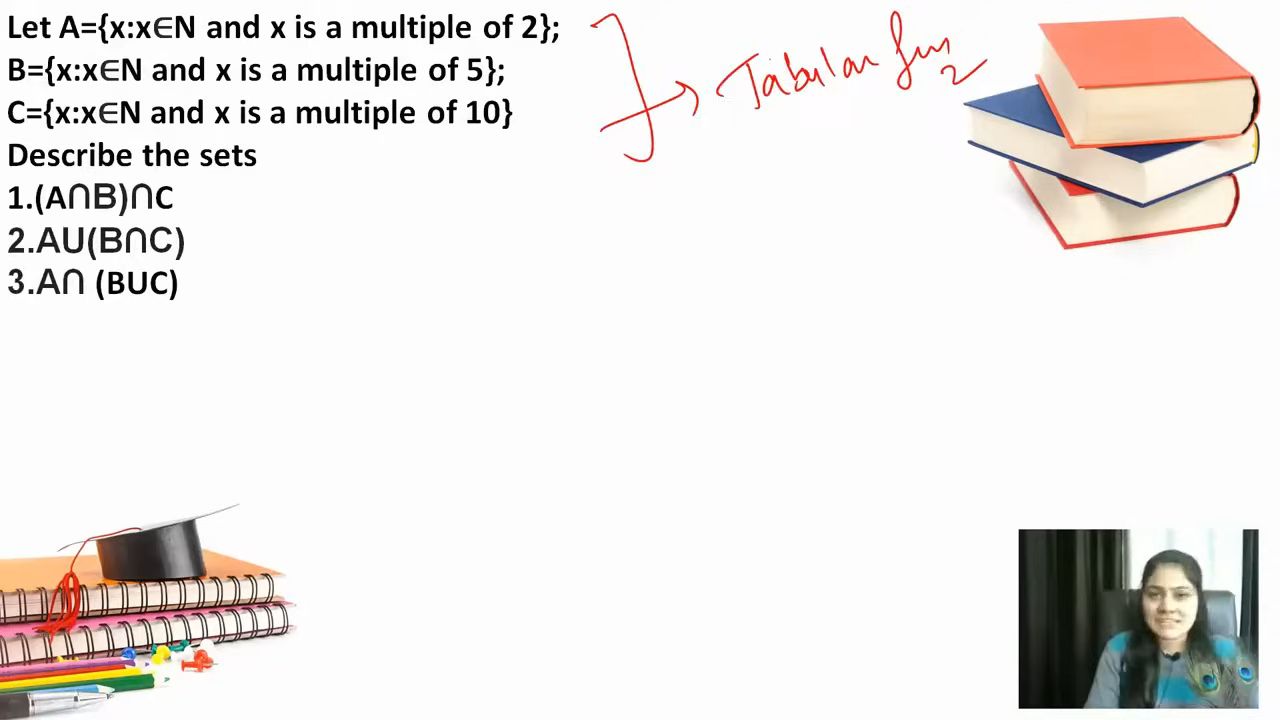 Let A={x:x∈N and x is a multiple of 2};
B={x:x∈N and x is a multiple of 5};
C={x:x∈N and x is a multiple of 10}
Describe the sets
1.(A∩B)∩C
2.AU(B∩C)
3.A∩ (BUC)
Tabular